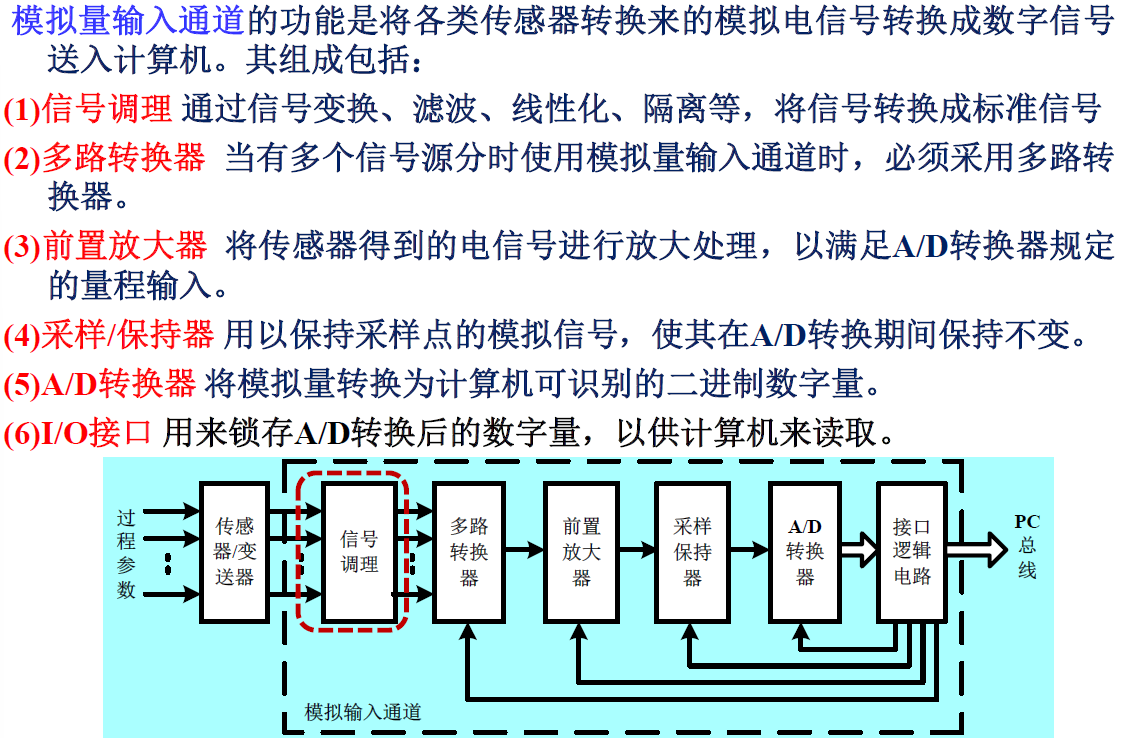 模拟量输入通道的功能是将各类传感器转换来的模拟电信号转换成数字信号
送入计算机。其组成包括：
(1)信号调理 通过信号变换、滤波、线性化、隔离等，将信号转换成标准信号
(2)多路转换器 当有多个信号源分时使用模拟量输入通道时，必须采用多路转
换器。
(3)前置放大器 将传感器得到的电信号进行放大处理，以满足A/D转换器规定
的量程输入。
(4)采样/保持器 用以保持采样点的模拟信号，使其在A/D转换期间保持不变。
(5)A/D转换器 将模拟量转换为计算机可识别的二进制数字量。
(6)I/O接口 用来锁存A/D转换后的数字量，以供计算机来读取。
过
程
参
数
传感
器/变
送器
信号
调理
多路
转换
器
前置
放大
器
采样
保持
器
A/D
转换
器
接口
逻辑
电路
PC
总
线
模拟输入通道